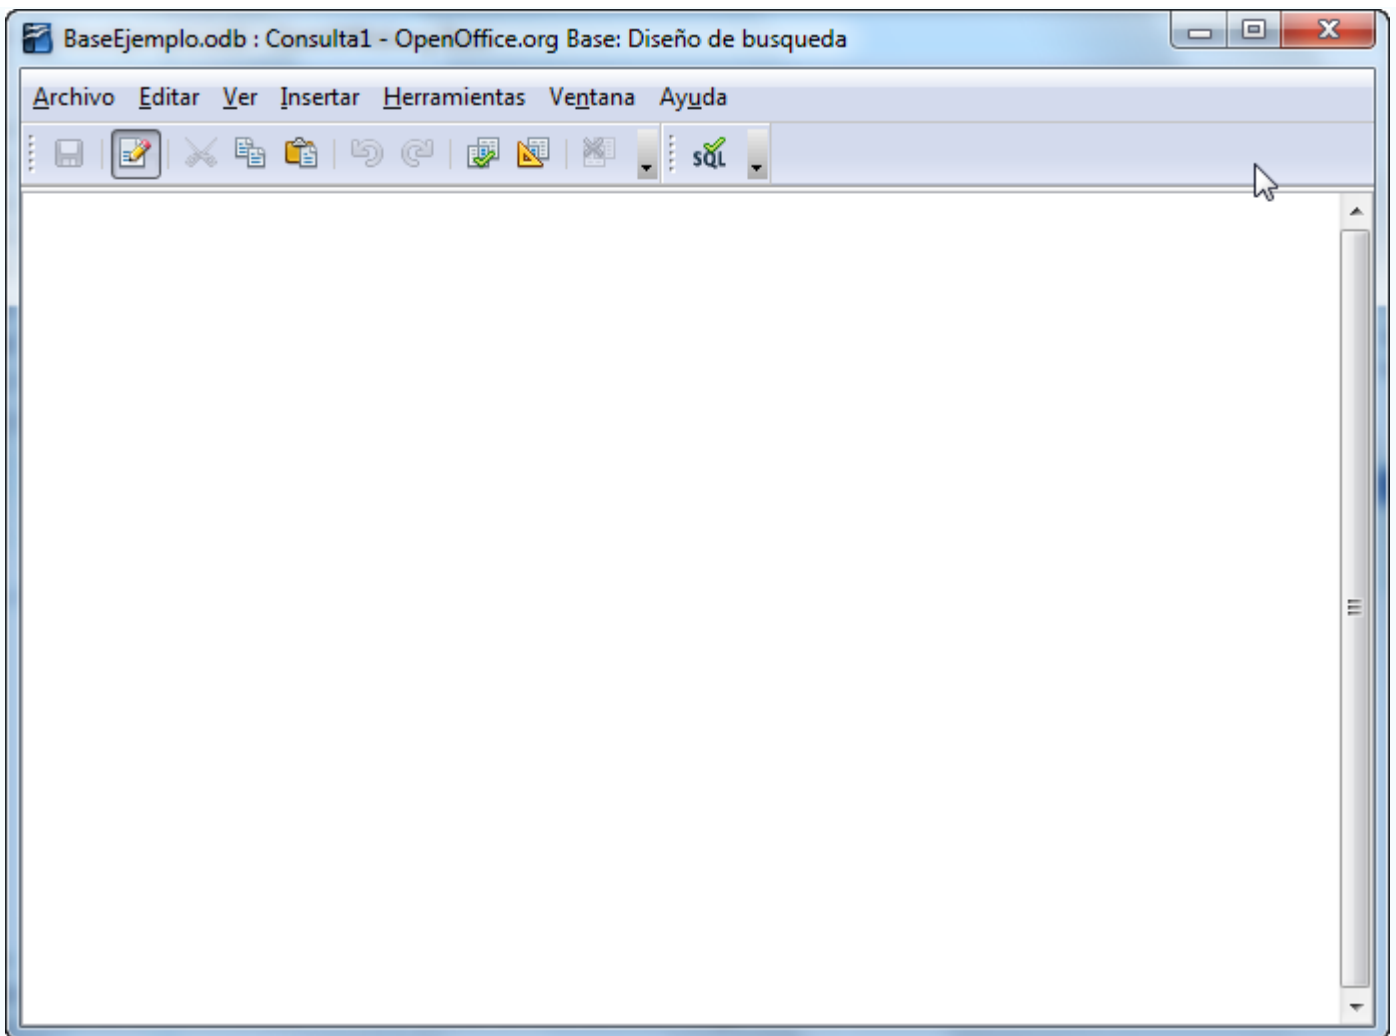 BaseEjemplo.odb : Consulta1 - OpenOffice.org Base: Diseño de busqueda
Archivo Editar Ver Insertar Herramientas Ventana Ayuda
SQL